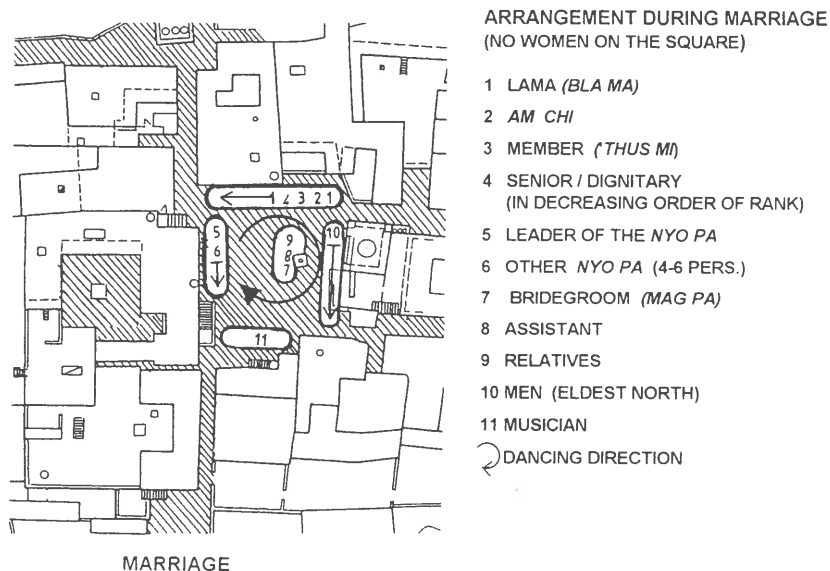 ARRANGEMENT DURING MARRIAGE
(NO WOMEN ON THE SQUARE)
1 LAMA (BLA MA)
2 AM CHI
3 MEMBER ('THUS MI)
4 SENIOR / DIGNITARY
(IN DECREASING ORDER OF RANK)
5 LEADER OF THE NYO PA
6 OTHER NYO PA (4-6 PERS.)
7 BRIDEGROOM (MAG PA)
8 ASSISTANT
9 RELATIVES
10 MEN (ELDEST NORTH)
11 MUSICIAN
DANCING DIRECTION
4 3 2 1
5
6
9
8
7
10
11
MARRIAGE